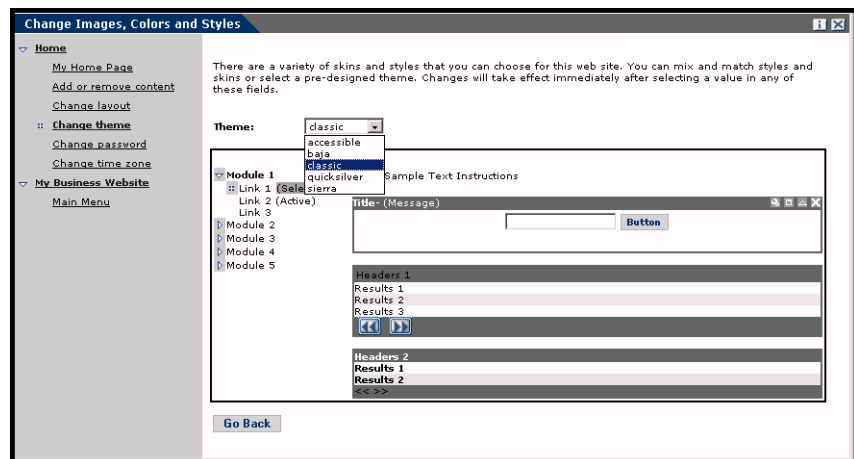 Change Images, Colors and Styles
Home
My Home Page
Add or remove content
Change layout
Change theme
Change password
Change time zone
My Business Website
Main Menu
There are a variety of skins and styles that you can choose for this web site. You can mix and match styles and
skins or select a pre-designed theme. Changes will take effect immediately after selecting a value in any of
these fields.
Theme:
classic
accessible
baja
classic
quicksilver
sierra
Module 1
Link 1 (Sele
Link 2 (Active)
Link 3
Module 2
Module 3
Module 4
Module 5
Sample Text Instructions
Title- (Message)
Button
Headers 1
Results 1
Results 2
Results 3
Headers 2
Results 1
Results 2
<< >>
Go Back